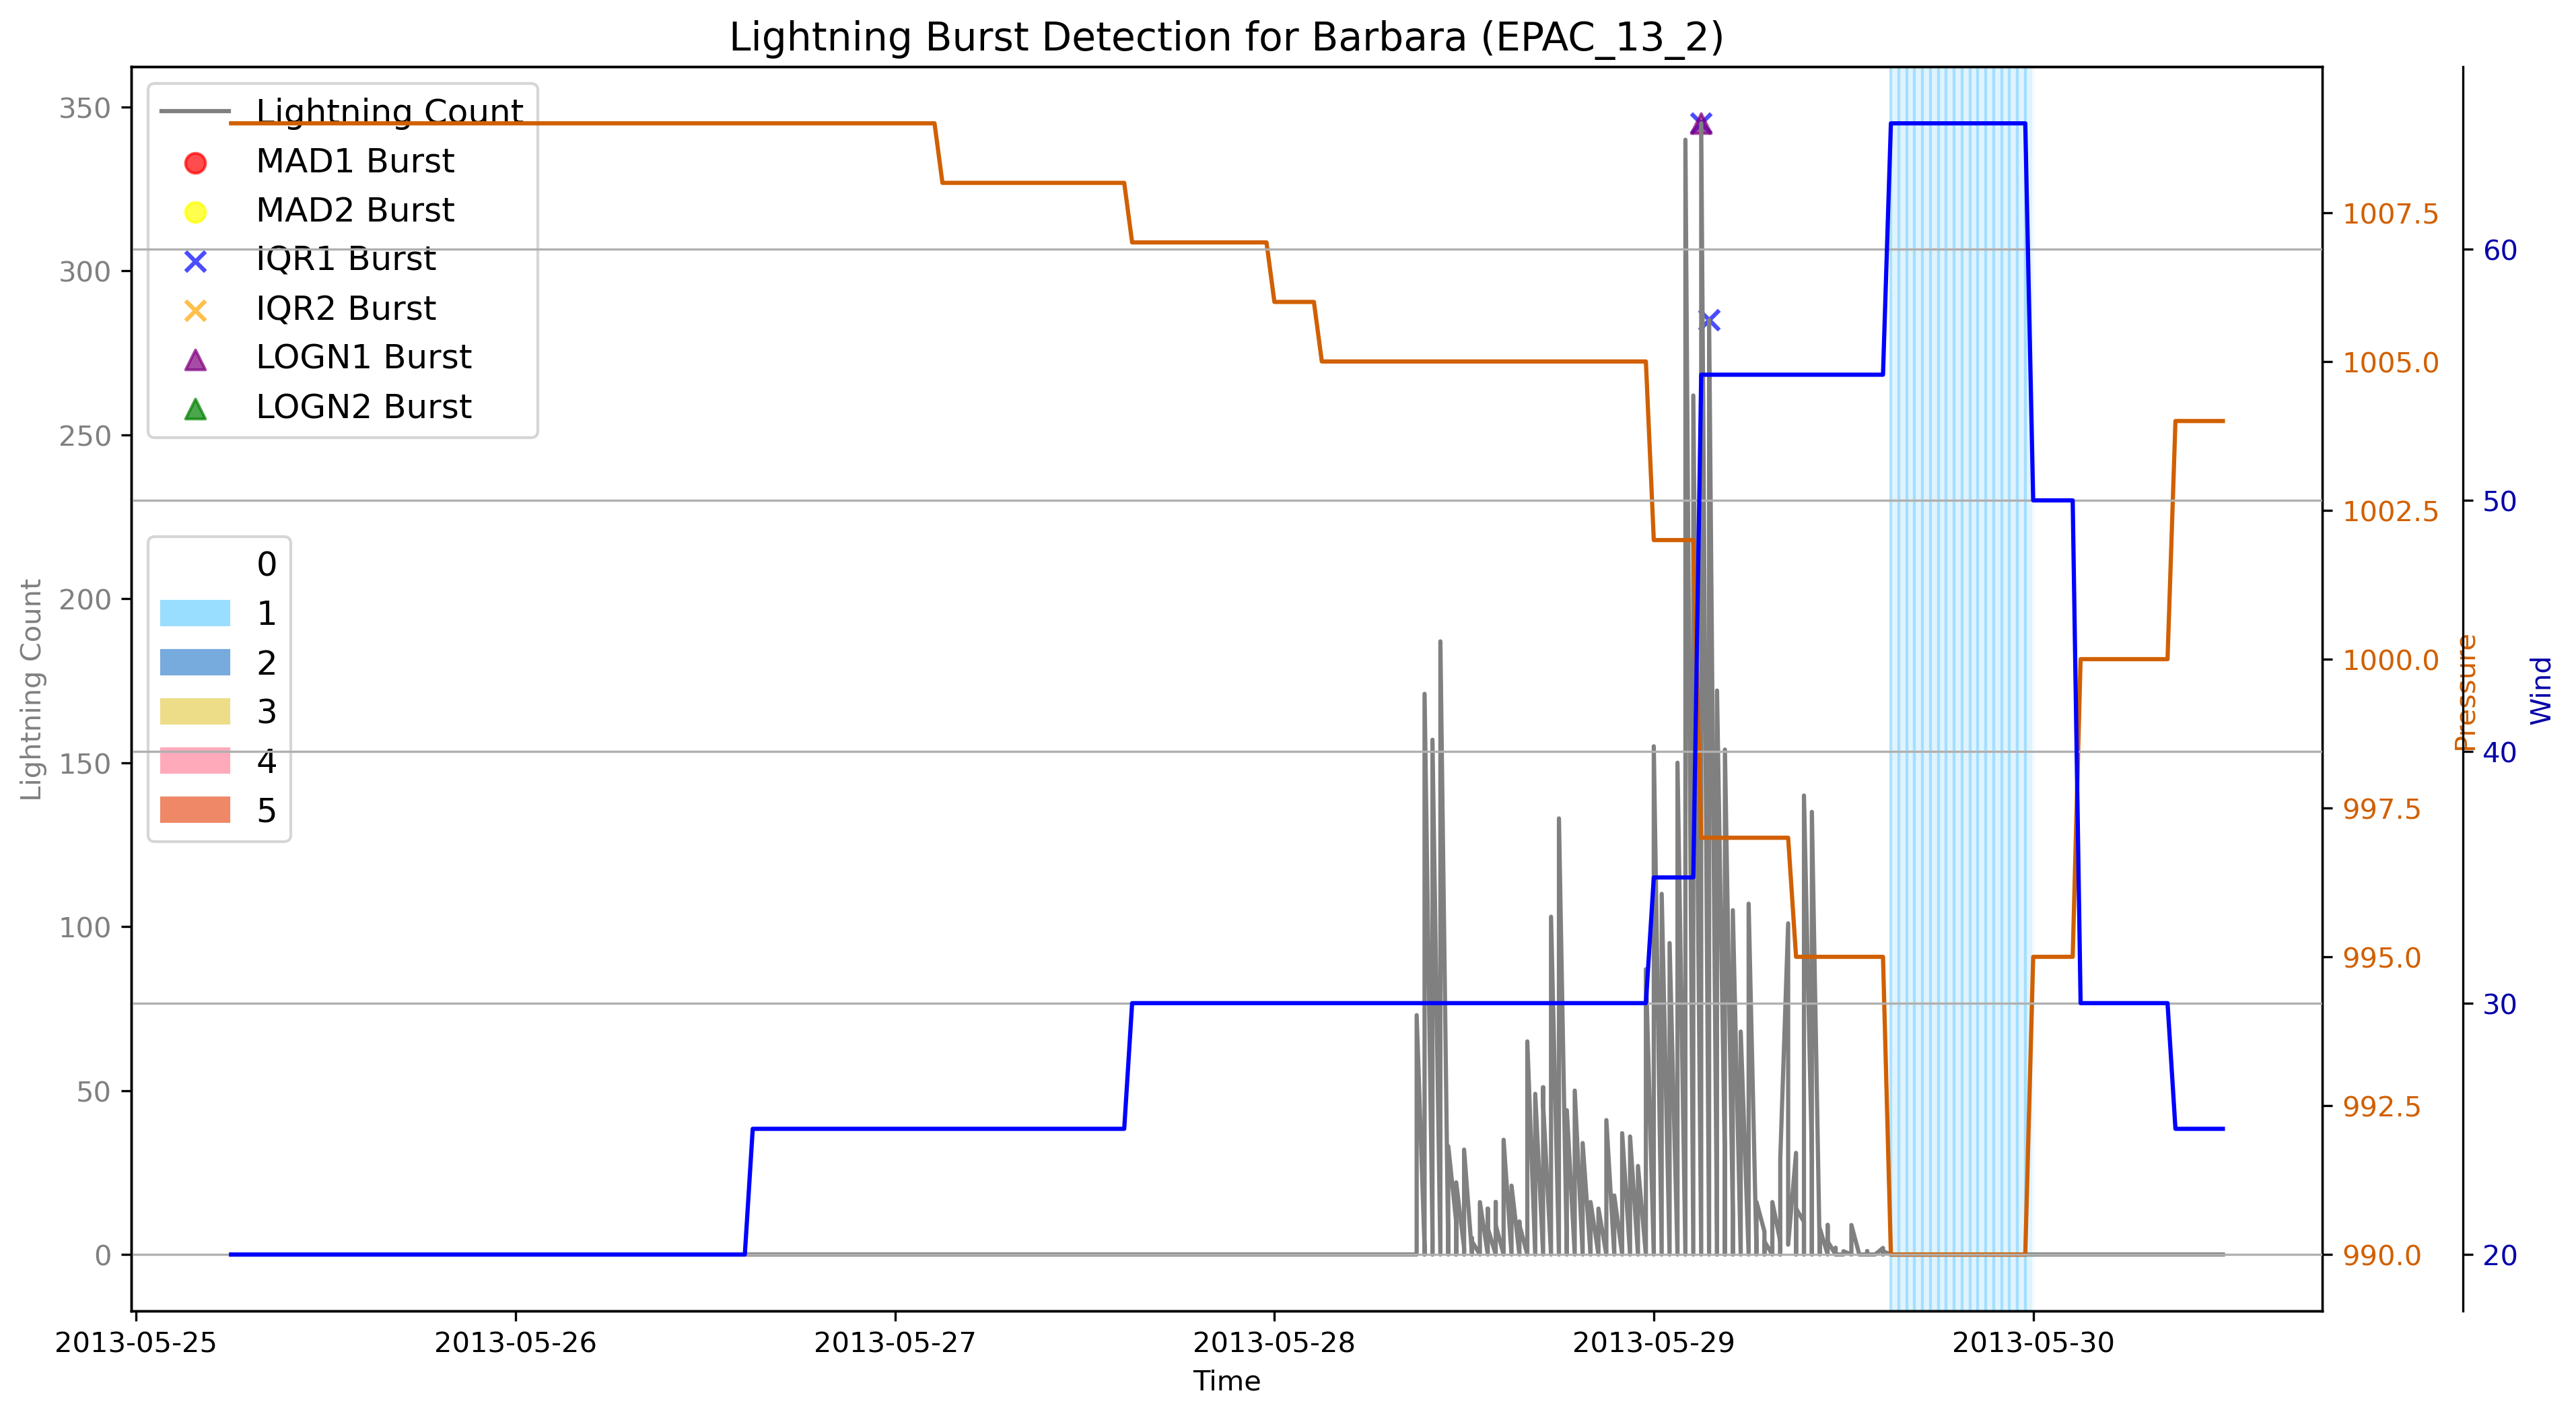 Lightning Burst Detection for Barbara (EPAC_13_2)
Lightning Count
MAD1 Burst
MAD2 Burst
IQR1 Burst
IQR2 Burst
LOGN1 Burst
LOGN2 Burst
0
1
2
3
4
5
Lightning Count
350
300
250
200
150
100
50
0
1007.5
1005.0
1002.5
1000.0
997.5
995.0
992.5
990.0
Pressure
60
50
40
30
20
Wind
2013-05-25
2013-05-26
2013-05-27
2013-05-28
2013-05-29
2013-05-30
Time